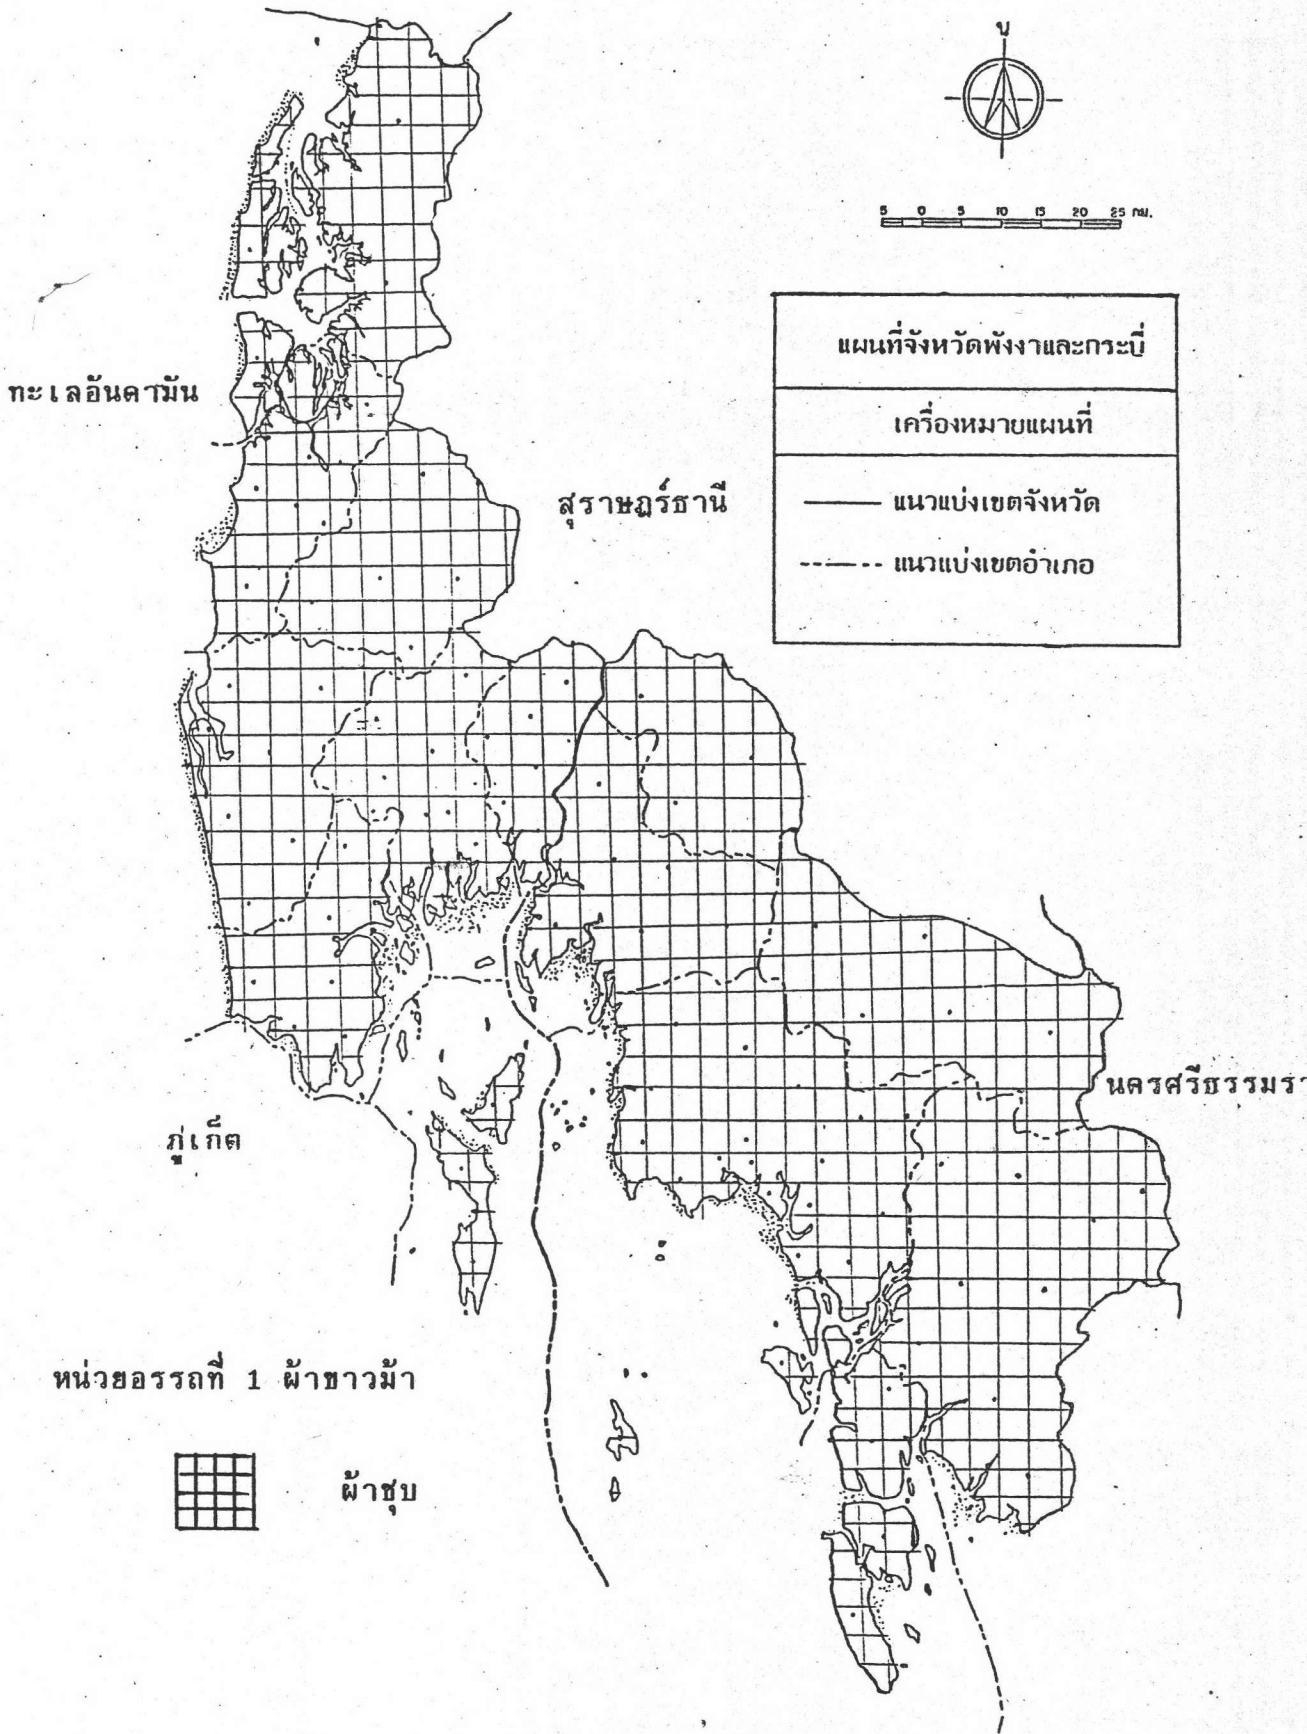 น
5 0 5 10 15 20 25 กม.
แผนที่จังหวัดพังงาและกระบี่
เครื่องหมายแผนที่
แนวแบ่งเขตจังหวัด
แนวแบ่งเขตอำเภอ
ทะเลอันดามัน
สุราษฎร์ธานี
นครศรีธรรมรา
ภูเก็ต
หน่วยอรรถที่ 1 ผ้าขาวม้า
ผ้าชุบ